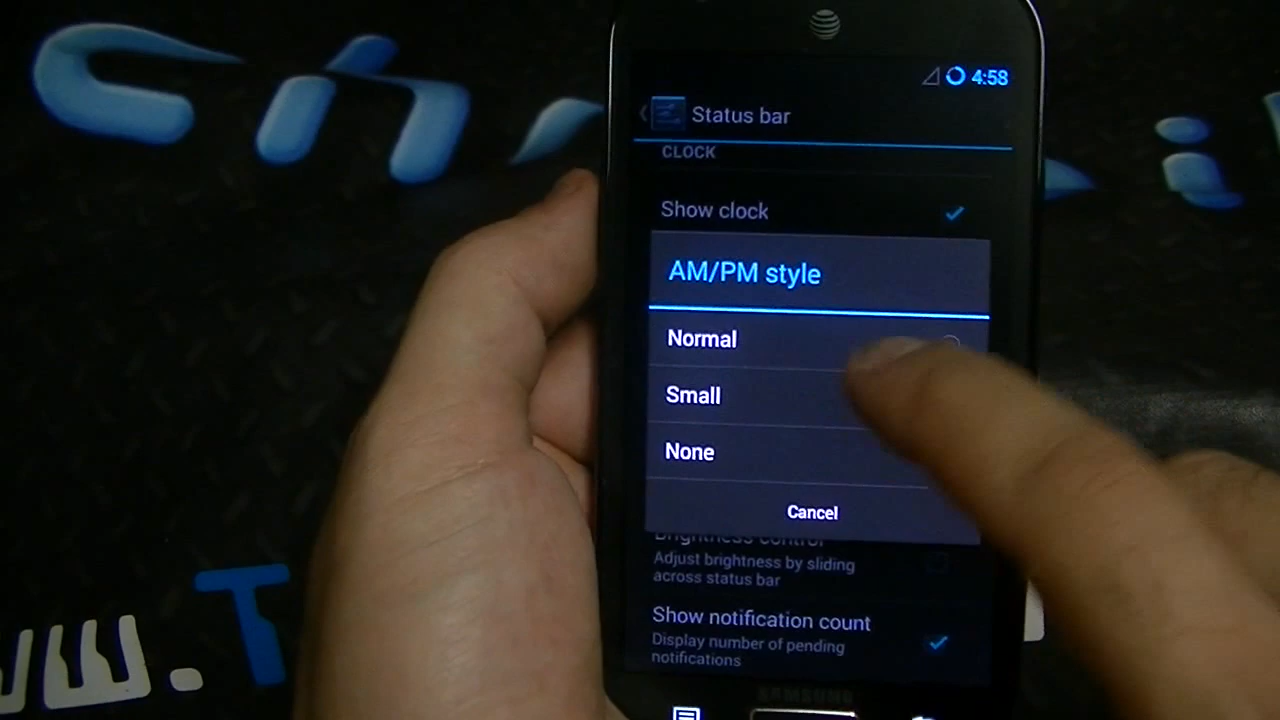 4:58
Status bar
CLOCK
Show clock
AM/PM style
Normal
Small
None
Cancel
Brightness control
Adjust brightness by sliding
across status bar
Show notification count
Display number of pending
notifications
SAMSUNG